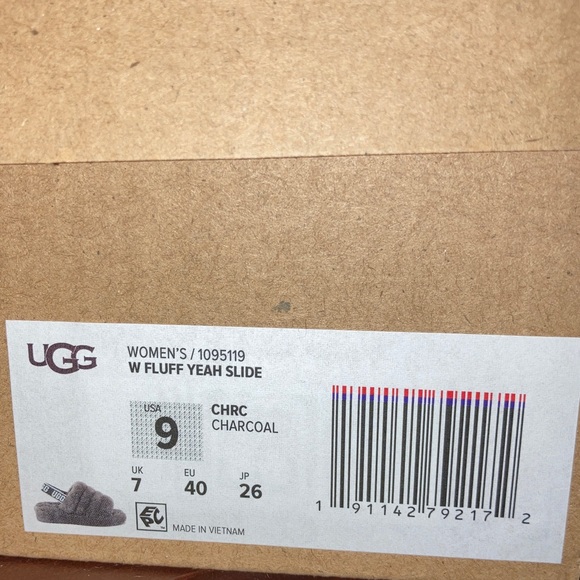 UGG
WOMEN'S / 1095119
W FLUFF YEAH SLIDE
USA
9
CHRC
CHARCOAL
UK EU JP
7 40 26
EPC
MADE IN VIETNAM
1 91142 79217 2